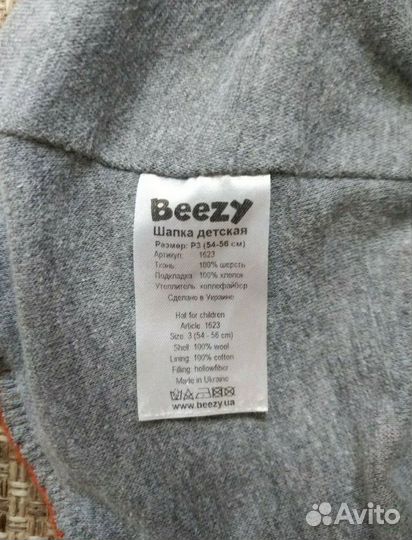 Beezy
Шапка детская
Размер: Р3 (54-56 см)
Артикул: 1623
Ткань: 100% шерсть
Подкладка: 100% хлопок
Утеплитель: холлофайбер
Сделано в Украине
Hat for children
Article: 1623
Size: 3 (54 - 56 cm)
Shell: 100% wool
Lining: 100% cotton
Filling: hollowfiber
Made in Ukraine
www.beezy.ua
Avito